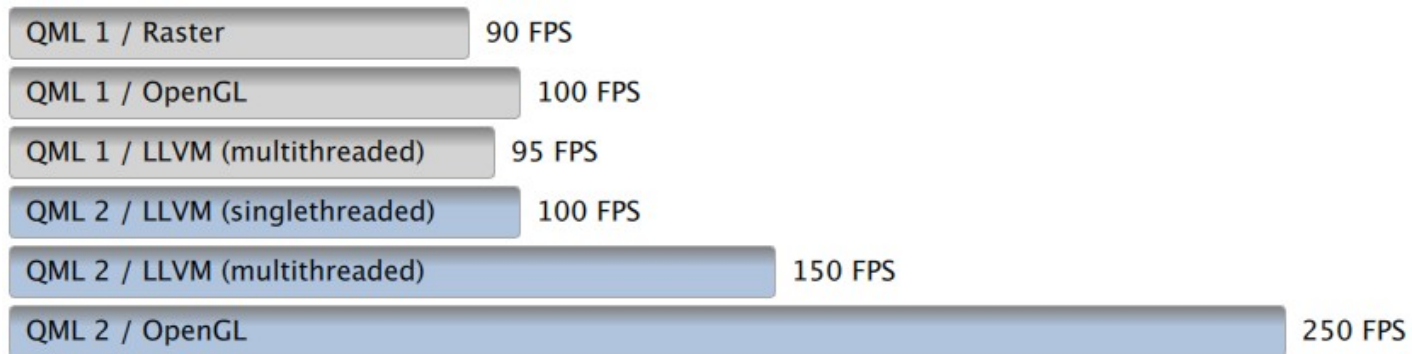 QML 1 / Raster 90 FPS
QML 1 / OpenGL 100 FPS
QML 1 / LLVM (multithreaded) 95 FPS
QML 2 / LLVM (singlethreaded) 100 FPS
QML 2 / LLVM (multithreaded) 150 FPS
QML 2 / OpenGL 250 FPS